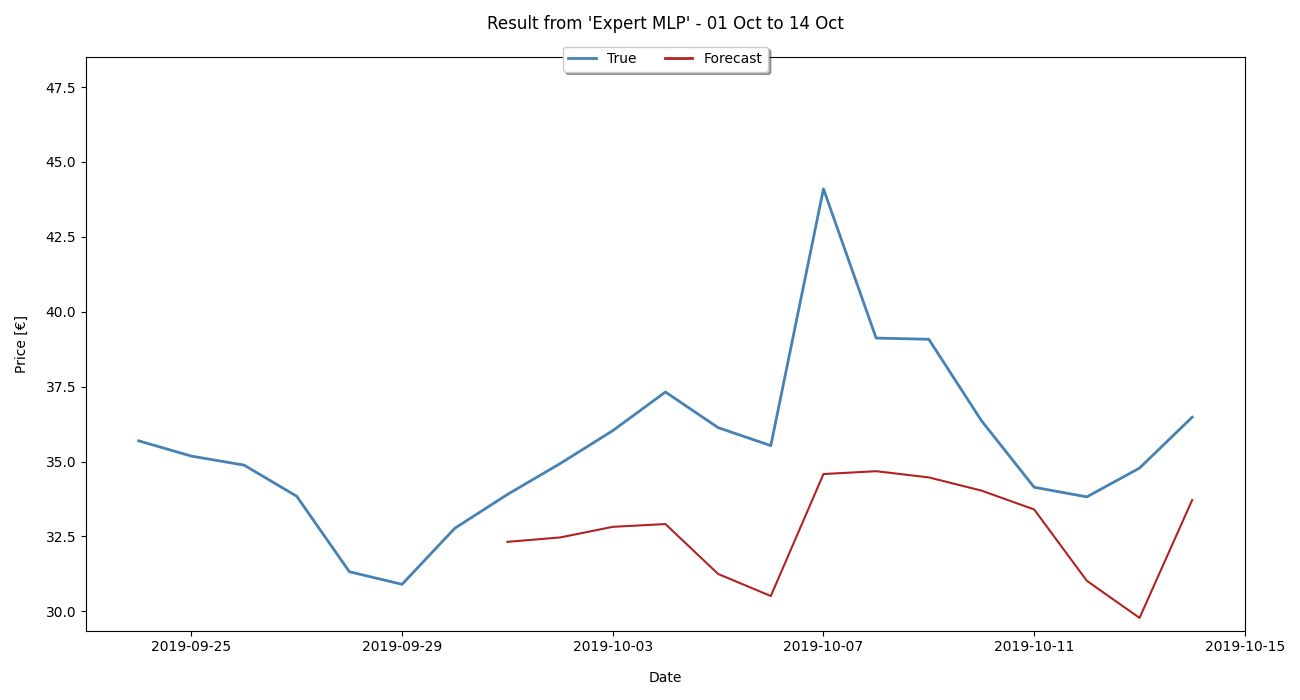 Result from 'Expert MLP' - 01 Oct to 14 Oct
True
Forecast
47.5
45.0
42.5
40.0
37.5
35.0
32.5
30.0
Price [€]
2019-09-25
2019-09-29
2019-10-03
2019-10-07
2019-10-11
2019-10-15
Date